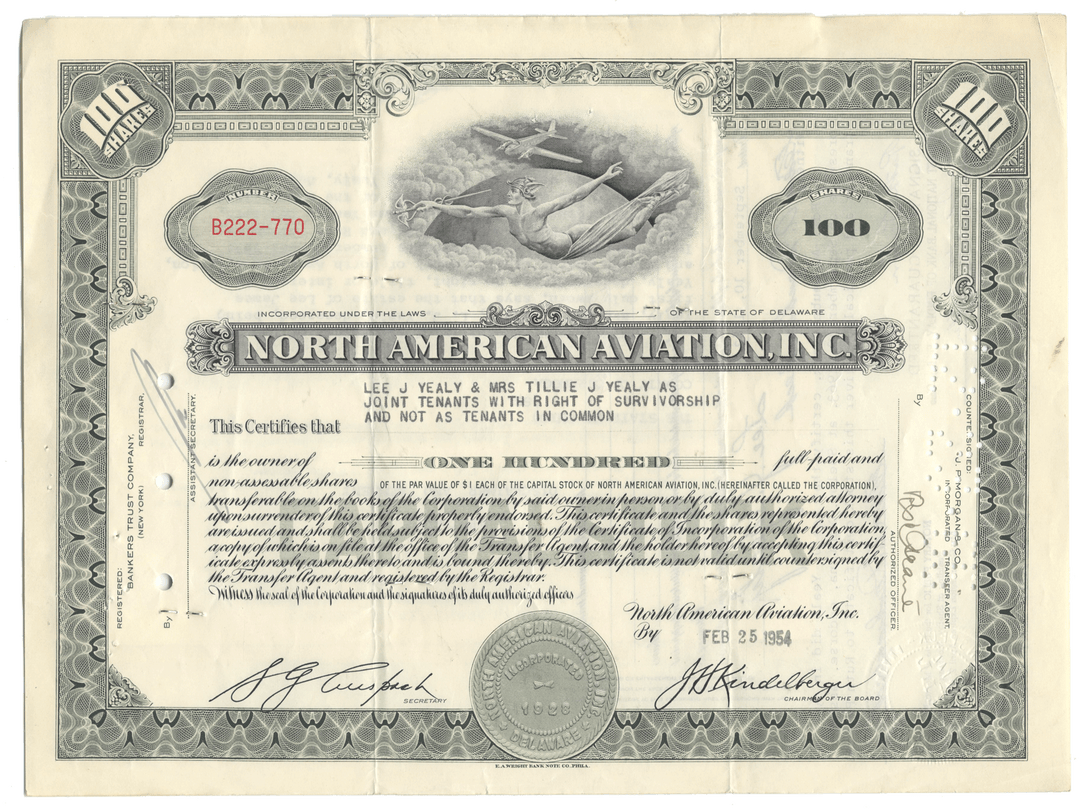 100 SHARES
100 SHARES
NUMBER
B222-770
SHARES
100
INCORPORATED UNDER THE LAWS OF THE STATE OF DELAWARE
NORTH AMERICAN AVIATION, INC.
LEE J YEALY & MRS TILLIE J YEALY AS
JOINT TENANTS WITH RIGHT OF SURVIVORSHIP
AND NOT AS TENANTS IN COMMON
This Certifies that
is the owner of ONE HUNDRED full-paid and
non-assessable shares OF THE PAR VALUE OF $1 EACH OF THE CAPITAL STOCK OF NORTH AMERICAN AVIATION, INC. (HEREINAFTER CALLED THE CORPORATION),
transferable on the books of the Corporation by said owner in person or by duly authorized attorney
upon surrender of this certificate properly endorsed. This certificate and the shares represented hereby
are issued and shall be held subject to the provisions of the Certificate of Incorporation of the Corporation,
a copy of which is on file at the office of the Transfer Agent, and the holder hereof by accepting this certif-
icate expressly assents thereto and is bound thereby. This certificate is not valid until countersigned by
the Transfer Agent and registered by the Registrar.
Witness the seal of the Corporation and the signatures of its duly authorized officers
North American Aviation, Inc.
By
FEB 25 1954
J H Kindelberger
SECRETARY
CHAIRMAN OF THE BOARD
NORTH AMERICAN AVIATION, INC.
INCORPORATED
1928
DELAWARE
REGISTERED:
BANKERS TRUST COMPANY,
(NEW YORK) REGISTRAR.
By
ASSISTANT SECRETARY.
COUNTERSIGNED:
J. P. MORGAN & CO.
INCORPORATED TRANSFER AGENT,
By
AUTHORIZED OFFICER
E. A. WRIGHT BANK NOTE CO. PHILA.